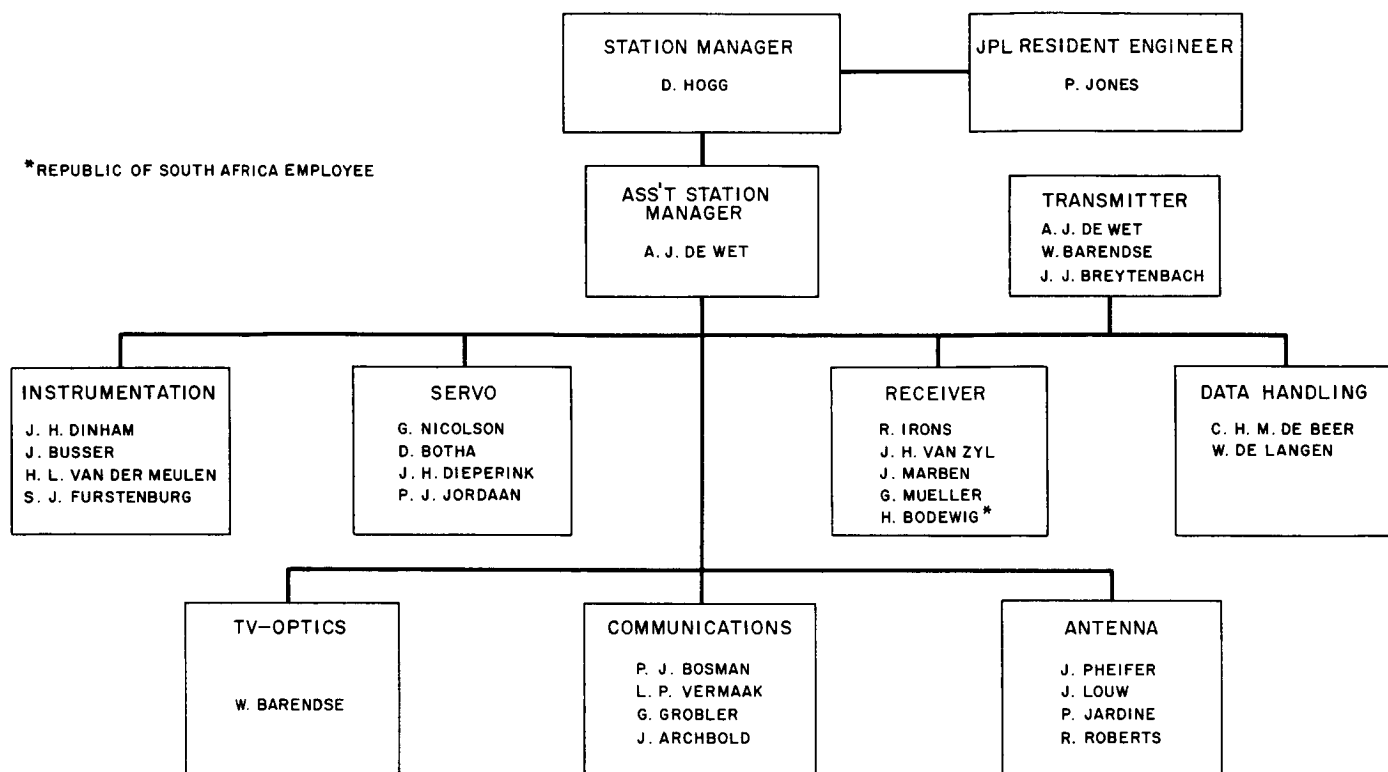 STATION MANAGER
D. HOGG
JPL RESIDENT ENGINEER
P. JONES
*REPUBLIC OF SOUTH AFRICA EMPLOYEE
ASS'T STATION
MANAGER
A. J. DE WET
TRANSMITTER
A. J. DE WET
W. BARENDSE
J. J. BREYTENBACH
INSTRUMENTATION
J. H. DINHAM
J. BUSSER
H. L. VAN DER MEULEN
S. J. FURSTENBURG
SERVO
G. NICOLSON
D. BOTHA
J. H. DIEPERINK
P. J. JORDAAN
RECEIVER
R. IRONS
J. H. VAN ZYL
J. MARBEN
G. MUELLER
H. BODEWIG*
DATA HANDLING
C. H. M. DE BEER
W. DE LANGEN
TV-OPTICS
W. BARENDSE
COMMUNICATIONS
P. J. BOSMAN
L. P. VERMAAK
G. GROBLER
J. ARCHBOLD
ANTENNA
J. PHEIFER
J. LOUW
P. JARDINE
R. ROBERTS